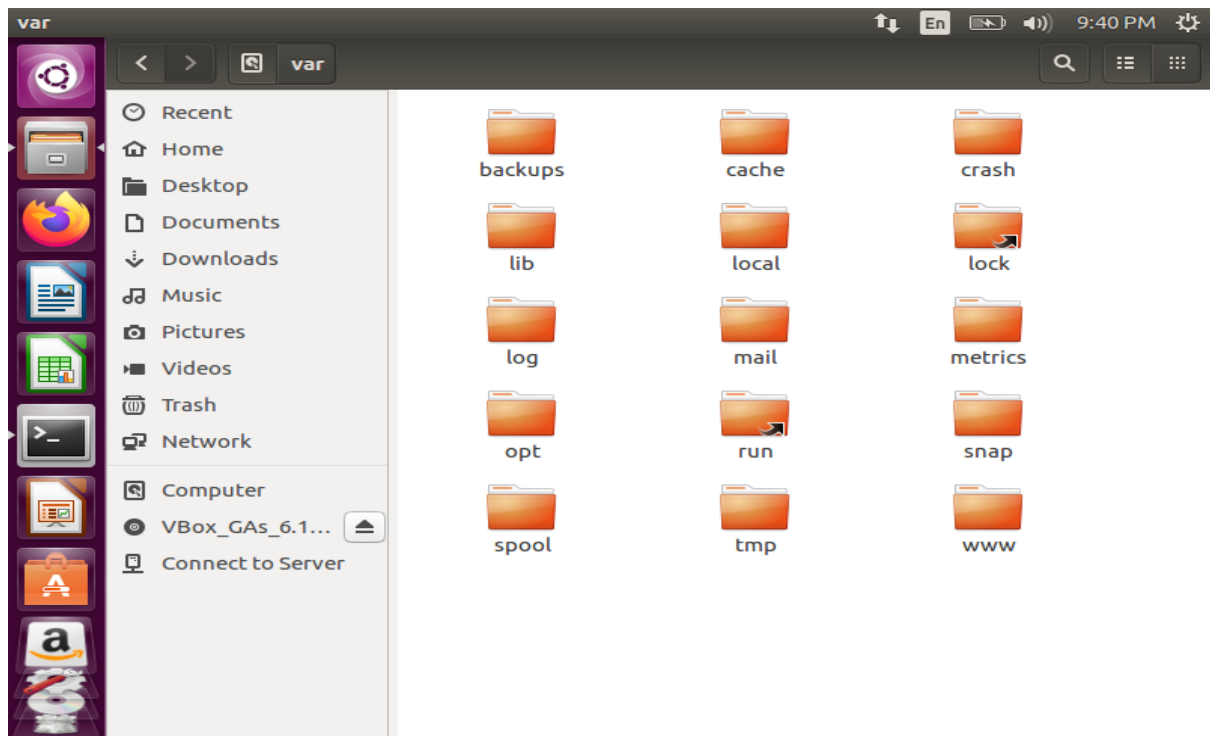 var
En
9:40 PM
var
Recent
Home
Desktop
Documents
Downloads
Music
Pictures
Videos
Trash
Network
Computer
VBox_GAs_6.1...
Connect to Server
backups
cache
crash
lib
local
lock
log
mail
metrics
opt
run
snap
spool
tmp
www
>_
A
a